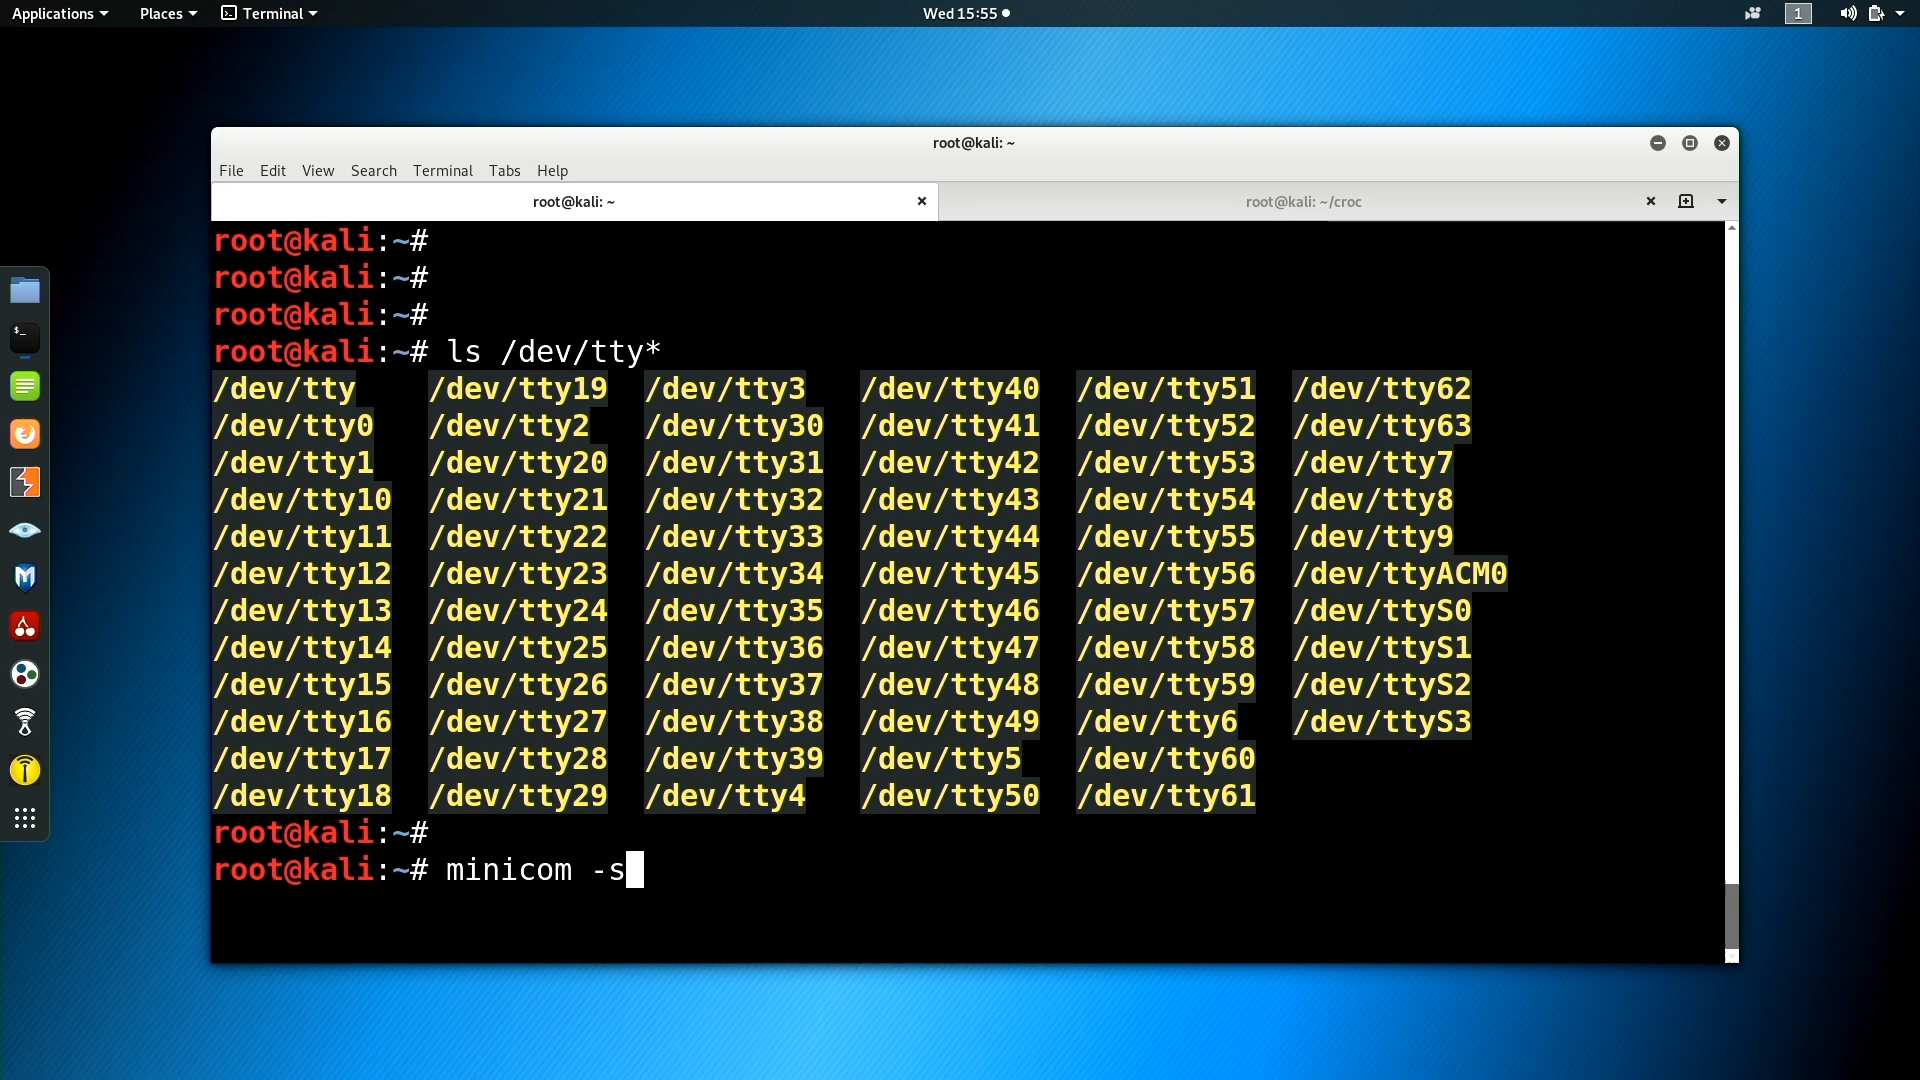 Applications Places Terminal Wed 15:55 1
root@kali: ~
File Edit View Search Terminal Tabs Help
root@kali: ~ root@kali: ~/croc
root@kali:~#
root@kali:~#
root@kali:~#
root@kali:~# ls /dev/tty*
/dev/tty /dev/tty19 /dev/tty3 /dev/tty40 /dev/tty51 /dev/tty62
/dev/tty0 /dev/tty2 /dev/tty30 /dev/tty41 /dev/tty52 /dev/tty63
/dev/tty1 /dev/tty20 /dev/tty31 /dev/tty42 /dev/tty53 /dev/tty7
/dev/tty10 /dev/tty21 /dev/tty32 /dev/tty43 /dev/tty54 /dev/tty8
/dev/tty11 /dev/tty22 /dev/tty33 /dev/tty44 /dev/tty55 /dev/tty9
/dev/tty12 /dev/tty23 /dev/tty34 /dev/tty45 /dev/tty56 /dev/ttyACM0
/dev/tty13 /dev/tty24 /dev/tty35 /dev/tty46 /dev/tty57 /dev/ttyS0
/dev/tty14 /dev/tty25 /dev/tty36 /dev/tty47 /dev/tty58 /dev/ttyS1
/dev/tty15 /dev/tty26 /dev/tty37 /dev/tty48 /dev/tty59 /dev/ttyS2
/dev/tty16 /dev/tty27 /dev/tty38 /dev/tty49 /dev/tty6 /dev/ttyS3
/dev/tty17 /dev/tty28 /dev/tty39 /dev/tty5 /dev/tty60
/dev/tty18 /dev/tty29 /dev/tty4 /dev/tty50 /dev/tty61
root@kali:~#
root@kali:~# minicom -s